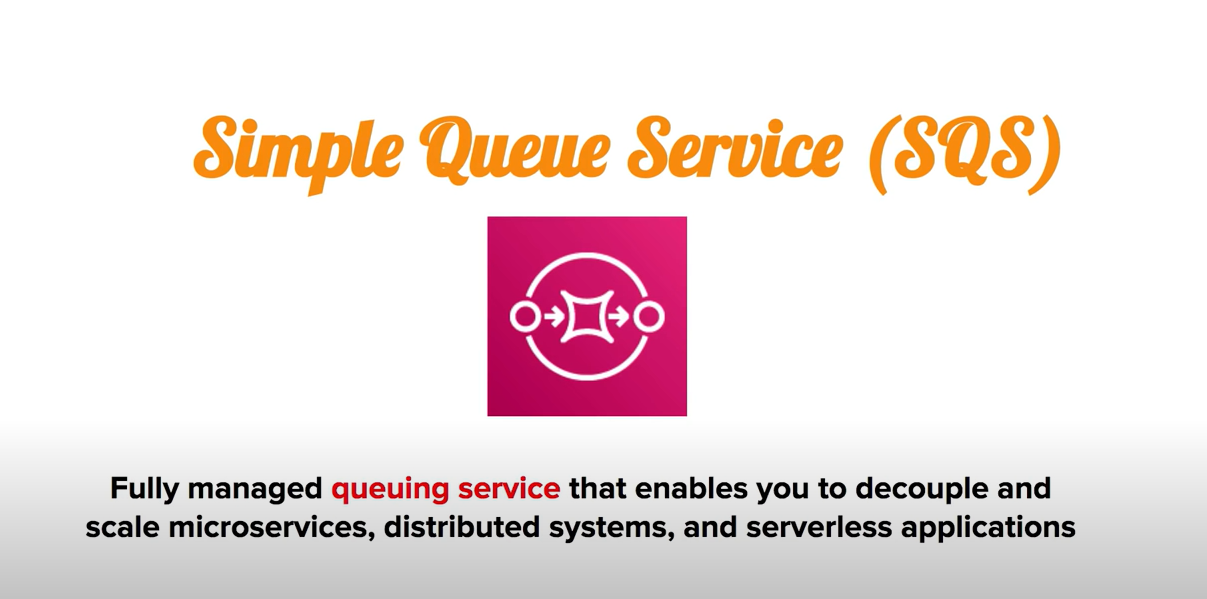 Simple Queue Service (SQS)
Fully managed queuing service that enables you to decouple and
scale microservices, distributed systems, and serverless applications